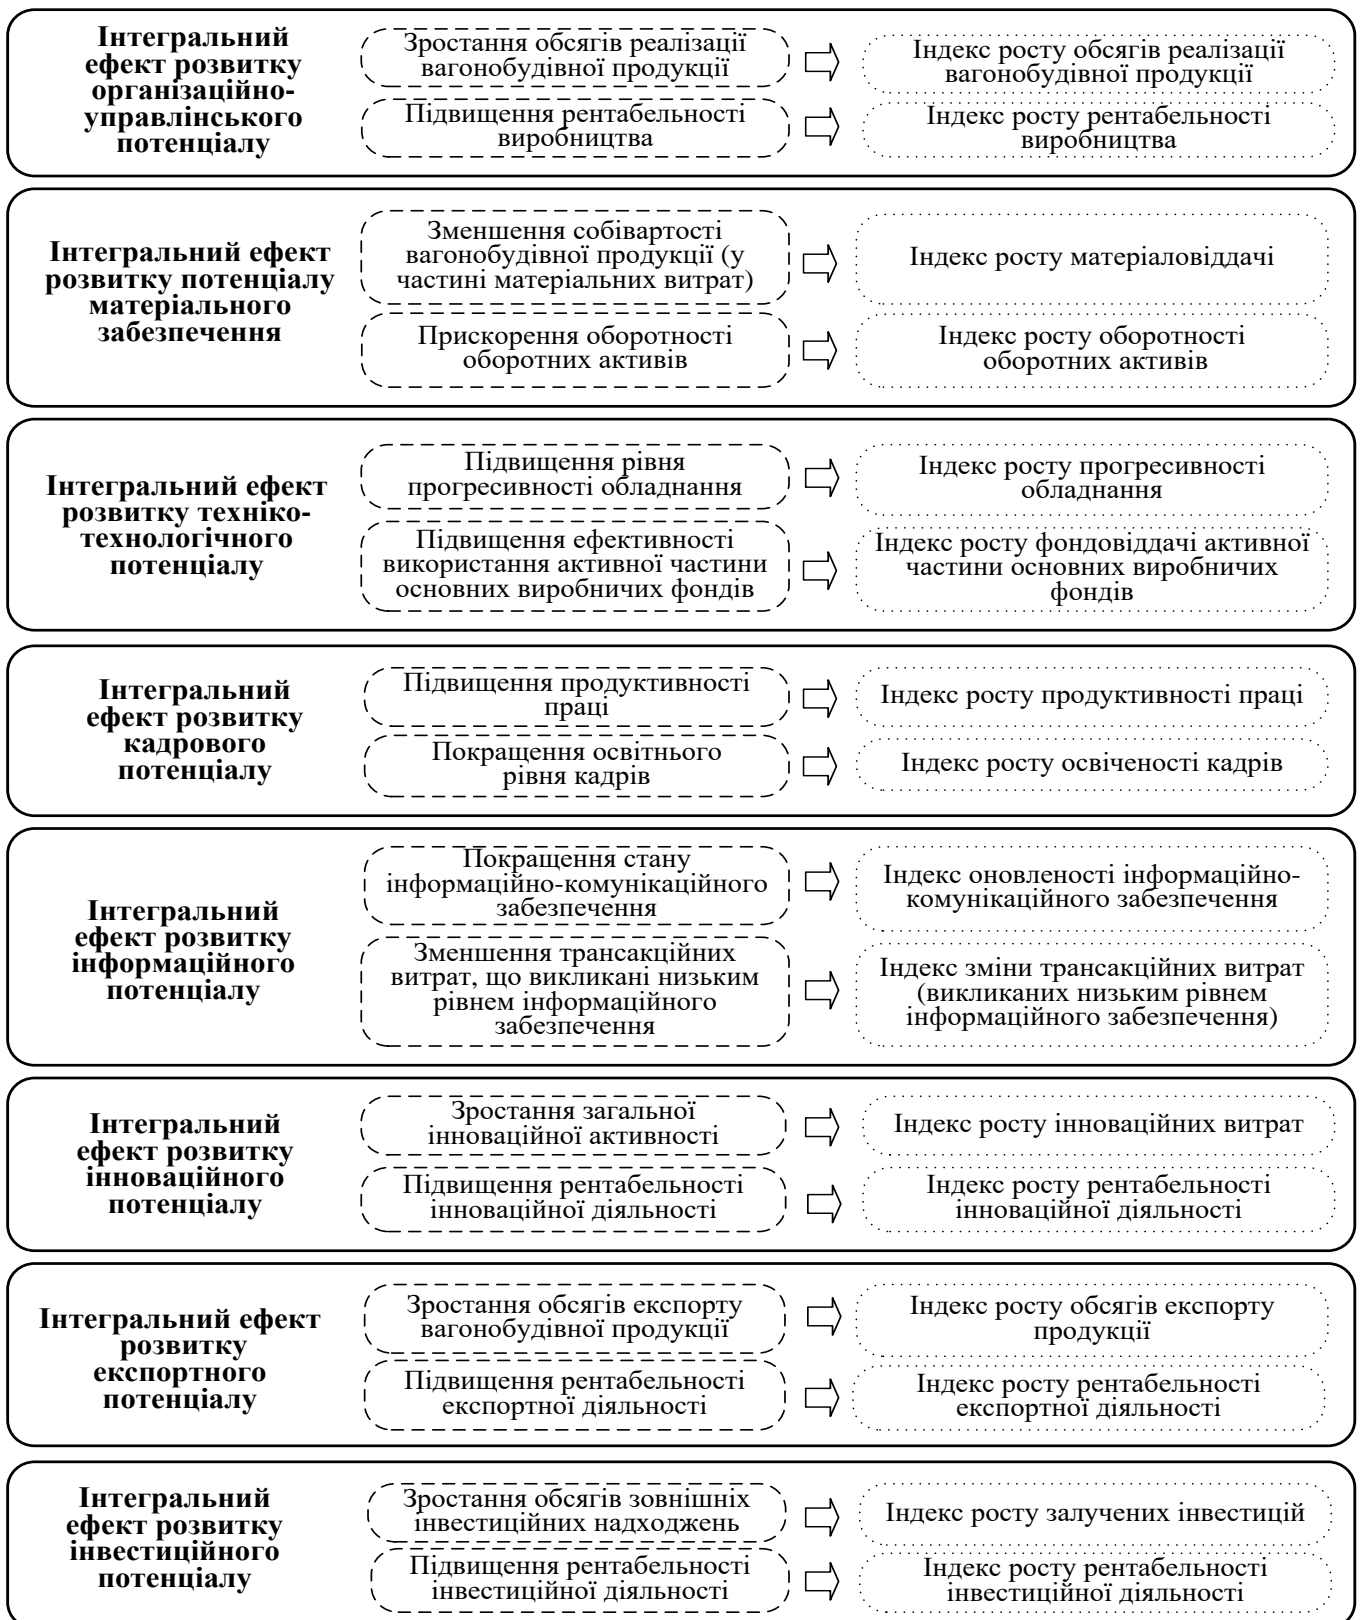 Інтегральний
ефект розвитку
організаційно-
управлінського
потенціалу
Зростання обсягів реалізації
вагонобудівної продукції
Індекс росту обсягів реалізації
вагонобудівної продукції
Підвищення рентабельності
виробництва
Індекс росту рентабельності
виробництва
Інтегральний ефект
розвитку потенціалу
матеріального
забезпечення
Зменшення собівартості
вагонобудівної продукції (у
частині матеріальних витрат)
Індекс росту матеріаловіддачі
Прискорення оборотності
оборотних активів
Індекс росту оборотності
оборотних активів
Інтегральний ефект
розвитку техніко-
технологічного
потенціалу
Підвищення рівня
прогресивності обладнання
Індекс росту прогресивності
обладнання
Підвищення ефективності
використання активної частини
основних виробничих фондів
Індекс росту фондовіддачі активної
частини основних виробничих
фондів
Інтегральний
ефект розвитку
кадрового
потенціалу
Підвищення продуктивності
праці
Індекс росту продуктивності праці
Покращення освітнього
рівня кадрів
Індекс росту освіченості кадрів
Інтегральний
ефект розвитку
інформаційного
потенціалу
Покращення стану
інформаційно-комунікаційного
забезпечення
Індекс оновленості інформаційно-
комунікаційного забезпечення
Зменшення трансакційних
витрат, що викликані низьким
рівнем інформаційного
забезпечення
Індекс зміни трансакційних витрат
(викликаних низьким рівнем
інформаційного забезпечення)
Інтегральний
ефект розвитку
інноваційного
потенціалу
Зростання загальної
інноваційної активності
Індекс росту інноваційних витрат
Підвищення рентабельності
інноваційної діяльності
Індекс росту рентабельності
інноваційної діяльності
Інтегральний ефект
розвитку
експортного
потенціалу
Зростання обсягів експорту
вагонобудівної продукції
Індекс росту обсягів експорту
продукції
Підвищення рентабельності
експортної діяльності
Індекс росту рентабельності
експортної діяльності
Інтегральний
ефект розвитку
інвестиційного
потенціалу
Зростання обсягів зовнішніх
інвестиційних надходжень
Індекс росту залучених інвестицій
Підвищення рентабельності
інвестиційної діяльності
Індекс росту рентабельності
інвестиційної діяльності